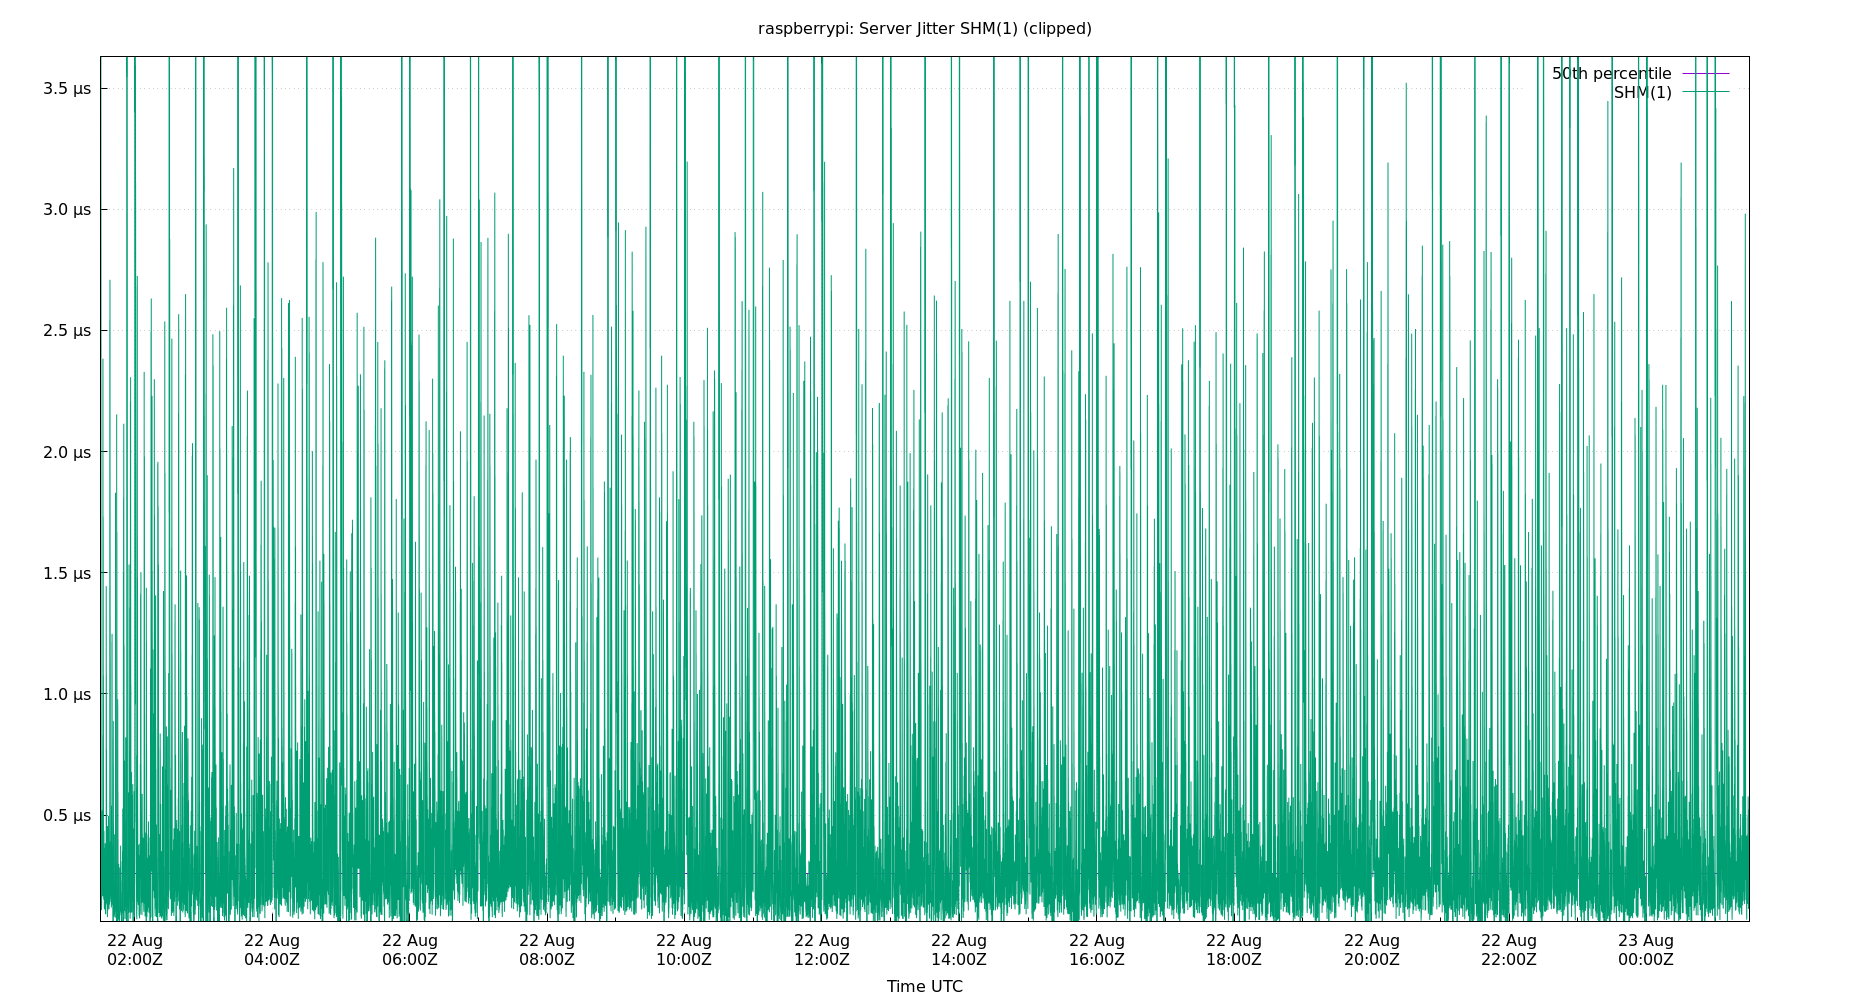 raspberrypi: Server Jitter SHM(1) (clipped)
50th percentile
SHM(1)
3.5 µs
3.0 µs
2.5 µs
2.0 µs
1.5 µs
1.0 µs
0.5 µs
22 Aug 22 Aug 22 Aug 22 Aug 22 Aug 22 Aug 22 Aug 22 Aug 22 Aug 22 Aug 22 Aug 23 Aug
02:00Z 04:00Z 06:00Z 08:00Z 10:00Z 12:00Z 14:00Z 16:00Z 18:00Z 20:00Z 22:00Z 00:00Z
Time UTC